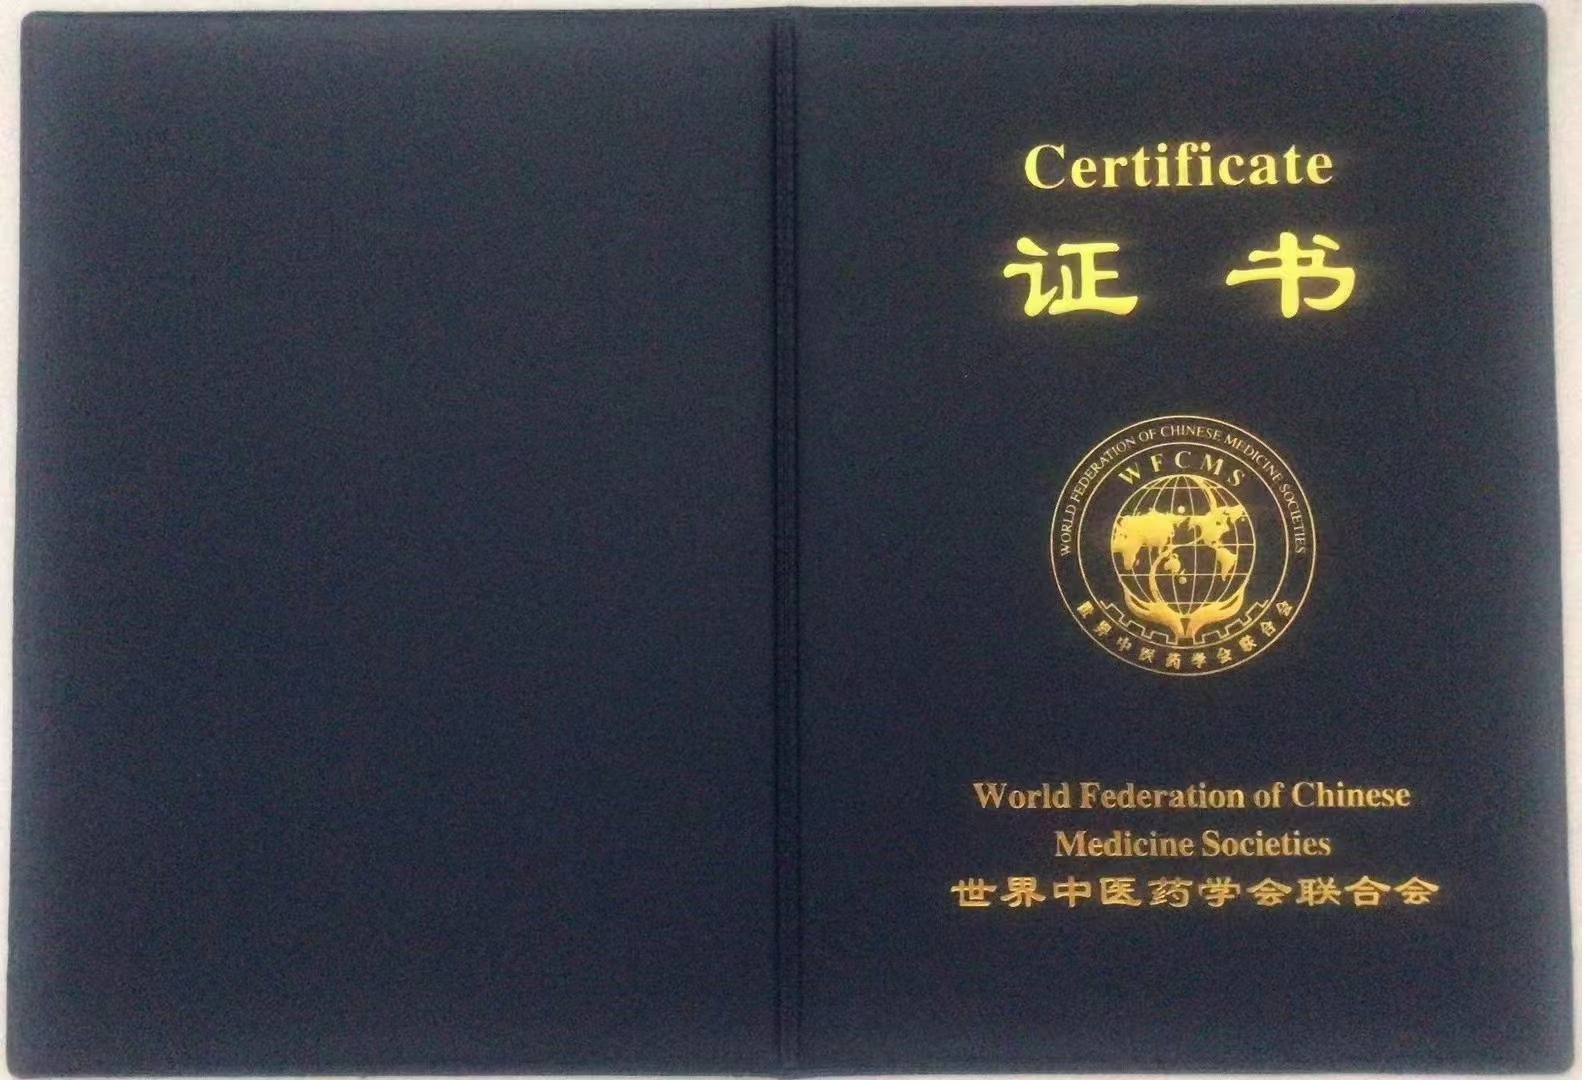 Certificate
证 书
WORLD FEDERATION OF CHINESE MEDICINE SOCIETIES
WFCMS
世界中医药学会联合会
World Federation of Chinese
Medicine Societies
世界中医药学会联合会